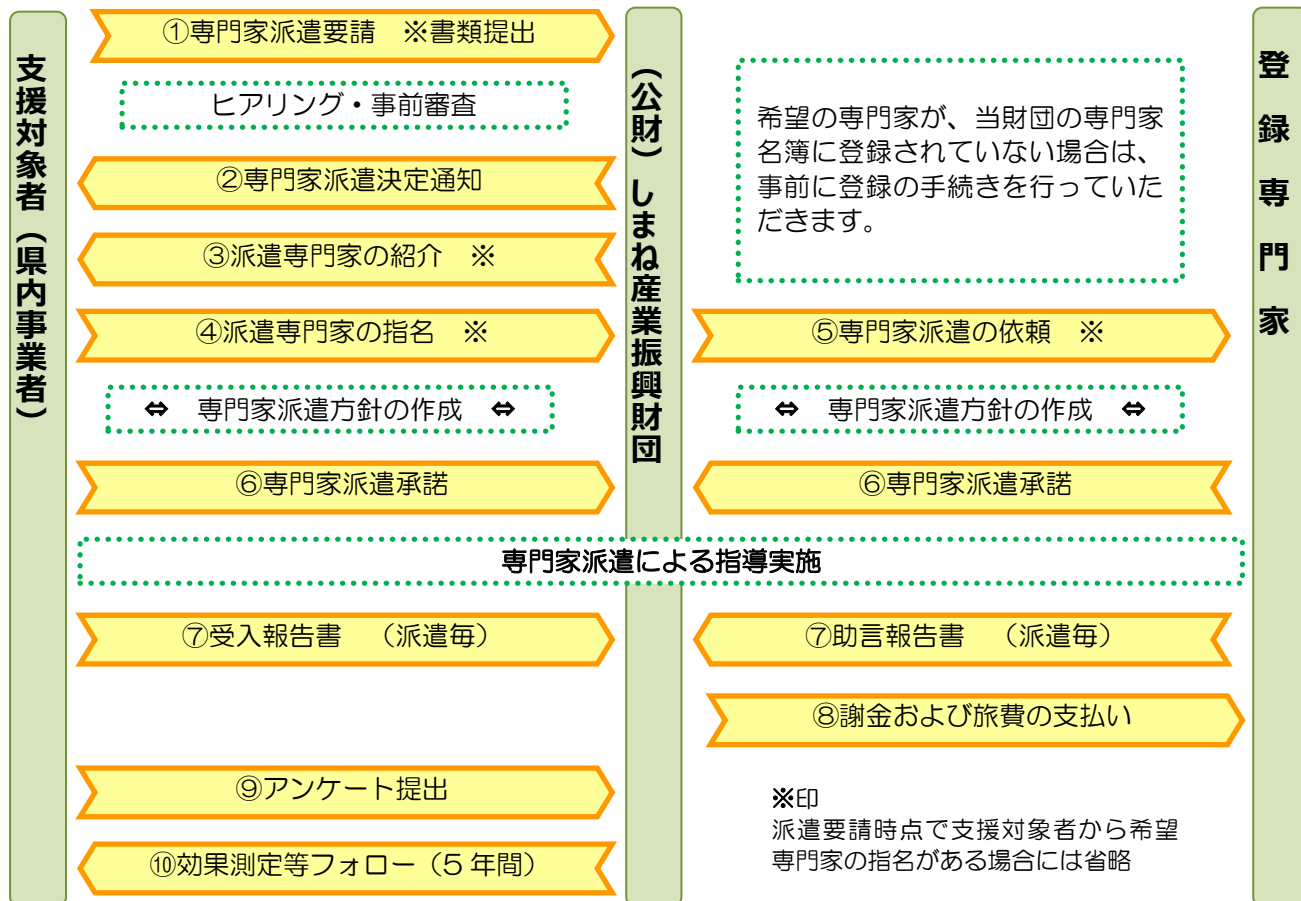 支援対象者（県内事業者）
（公財）しまね産業振興財団
登録専門家
①専門家派遣要請　※書類提出
ヒアリング・事前審査
②専門家派遣決定通知
③派遣専門家の紹介　※
④派遣専門家の指名　※
⇔　専門家派遣方針の作成　⇔
⑥専門家派遣承諾
希望の専門家が、当財団の専門家
名簿に登録されていない場合は、
事前に登録の手続きを行っていた
だきます。
⑤専門家派遣の依頼　※
⇔　専門家派遣方針の作成　⇔
⑥専門家派遣承諾
専門家派遣による指導実施
⑦受入報告書　（派遣毎）
⑦助言報告書　（派遣毎）
⑧謝金および旅費の支払い
⑨アンケート提出
⑩効果測定等フォロー（5 年間）
※印
派遣要請時点で支援対象者から希望
専門家の指名がある場合には省略